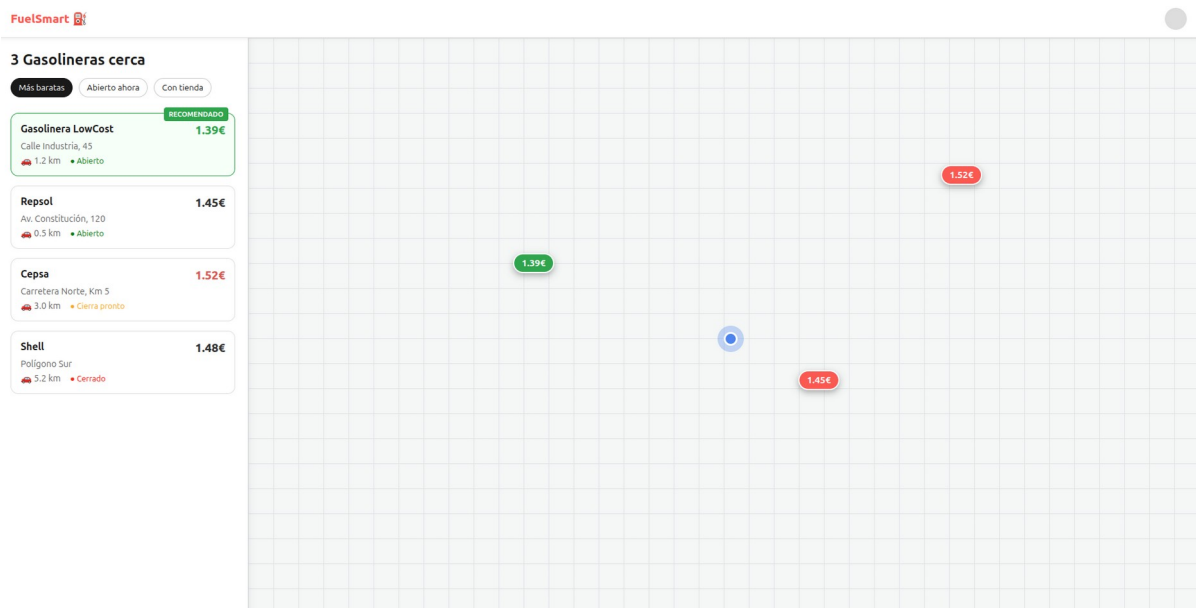 FuelSmart
3 Gasolineras cerca
Más baratas
Abierto ahora
Con tienda
RECOMENDADO
Gasolinera LowCost
1.39€
Calle Industria, 45
1.2 km
• Abierto
Repsol
1.45€
Av. Constitución, 120
0.5 km
• Abierto
Cepsa
1.52€
Carretera Norte, Km 5
3.0 km
• Cierra pronto
Shell
1.48€
Polígono Sur
5.2 km
• Cerrado
1.52€
1.39€
1.45€